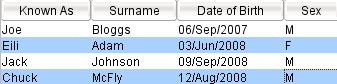 Known As Surname Date of Birth Sex
Joe Bloggs 06/Sep/2007 M
Eili Adam 03/Jun/2008 F
Jack Johnson 09/Sep/2008 M
Chuck McFly 12/Aug/2008 M